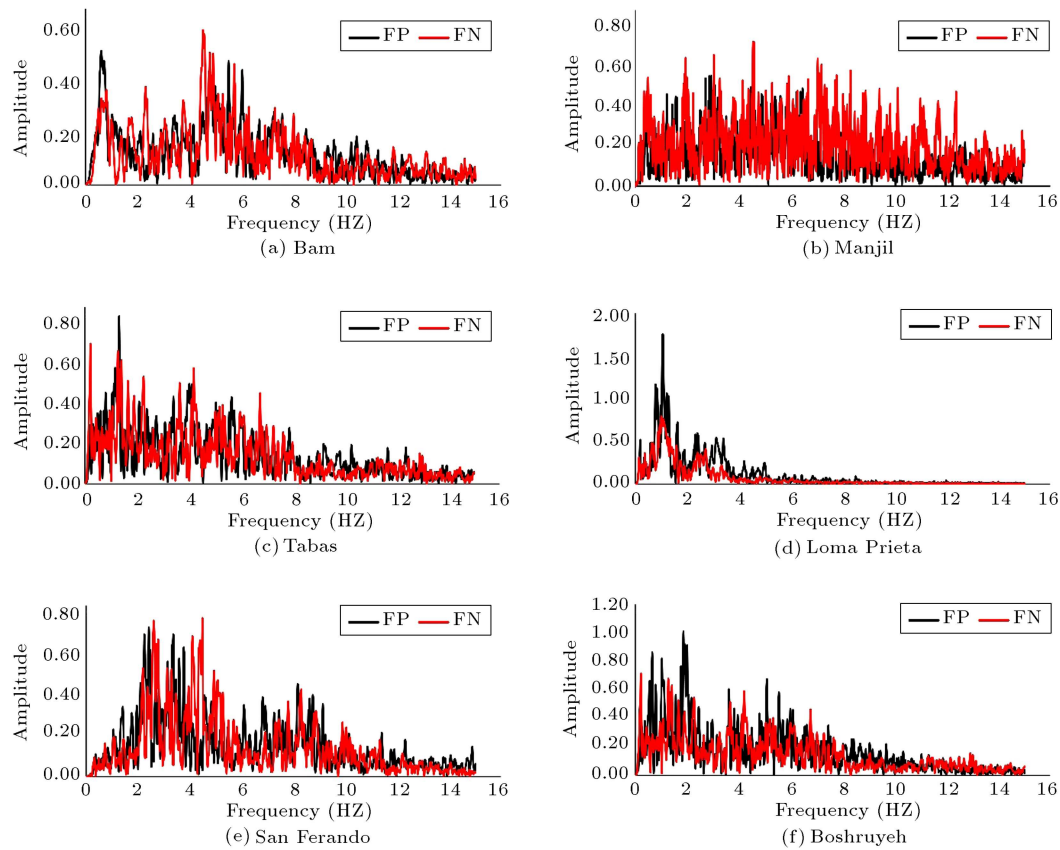 FP FN
Amplitude
0.60
0.40
0.20
0.00
0 2 4 6 8 10 12 14 16
Frequency (HZ)
(a) Bam
FP FN
Amplitude
0.80
0.60
0.40
0.20
0.00
0 2 4 6 8 10 12 14 16
Frequency (HZ)
(b) Manjil
FP FN
Amplitude
0.80
0.60
0.40
0.20
0.00
0 2 4 6 8 10 12 14 16
Frequency (HZ)
(c) Tabas
FP FN
Amplitude
2.00
1.50
1.00
0.50
0.00
0 2 4 6 8 10 12 14 16
Frequency (HZ)
(d) Loma Prieta
FP FN
Amplitude
0.80
0.60
0.40
0.20
0.00
0 2 4 6 8 10 12 14 16
Frequency (HZ)
(e) San Ferando
FP FN
Amplitude
1.20
1.00
0.80
0.60
0.40
0.20
0.00
0 2 4 6 8 10 12 14 16
Frequency (HZ)
(f) Boshruyeh